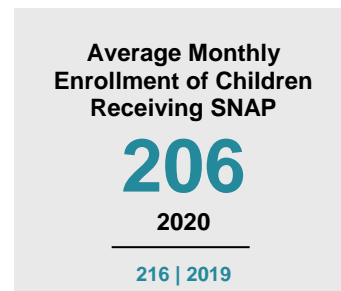 Average Monthly
Enrollment of Children
Receiving SNAP
206
2020
216 | 2019